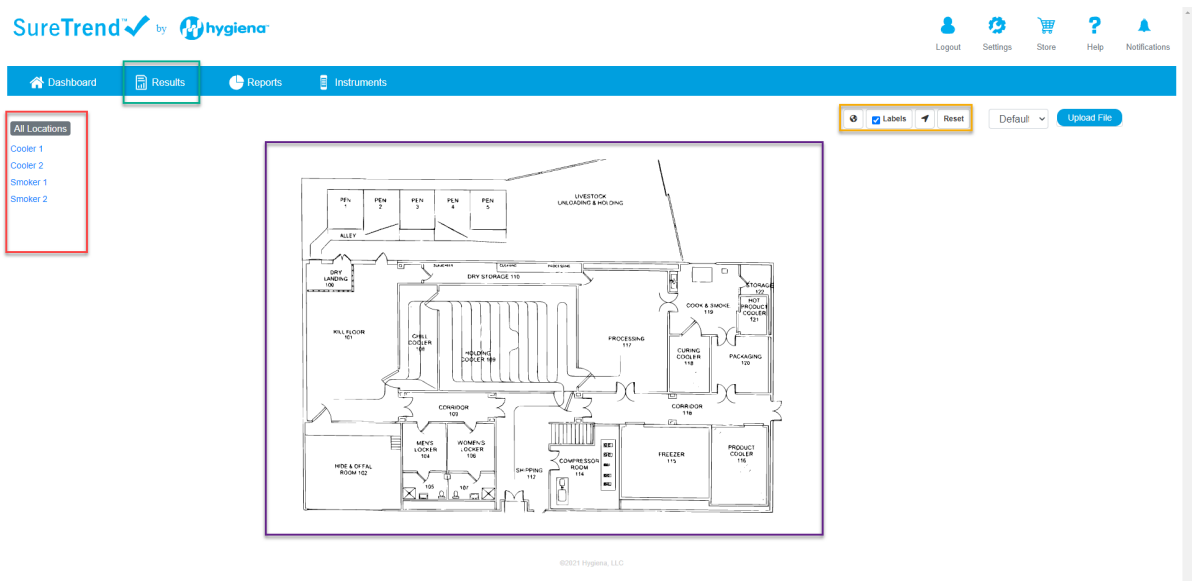 SureTrend™ by hygiena™
Logout Settings Store Help Notifications
Dashboard Results Reports Instruments
Labels Reset Default Upload File
All Locations
Cooler 1
Cooler 2
Smoker 1
Smoker 2
LIVESTOCK
UNLOADING & HOLDING
PEN
1
PEN
2
PEN
3
PEN
4
PEN
5
ALLEY
DRY
LANDING
100
DRY STORAGE 110
STORAGE
122
HOT
PRODUCT
COOLER
121
COOK & SMOKE
119
KILL FLOOR
101
CHILL
COOLER
108
HOLDING
COOLER 109
PROCESSING
117
CURING
COOLER
118
PACKAGING
120
CORRIDOR
103
CORRIDOR
118
MEN'S
LOCKER
104
WOMEN'S
LOCKER
106
HIDE & OFFAL
ROOM 102
105
107
SHIPPING
112
COMPRESSOR
ROOM
114
FREEZER
115
PRODUCT
COOLER
116
©2021 Hygiena, LLC